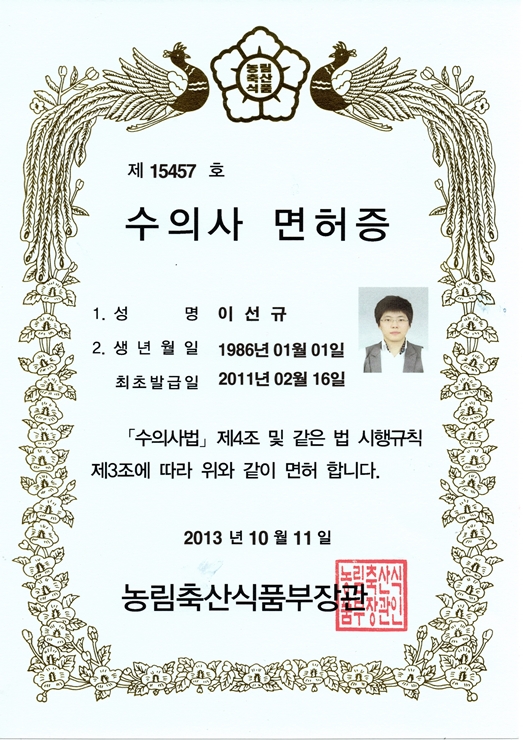 농림
축산
식품
제 15457 호
수의사 면허증
1. 성 명 이 선 규
2. 생 년 월 일 1986년 01월 01일
최초발급일 2011년 02월 16일
「수의사법」 제4조 및 같은 법 시행규칙
제3조에 따라 위와 같이 면허 합니다.
2013 년 10 월 11 일
농림축산식품부장관
농림축산식
품부장관인